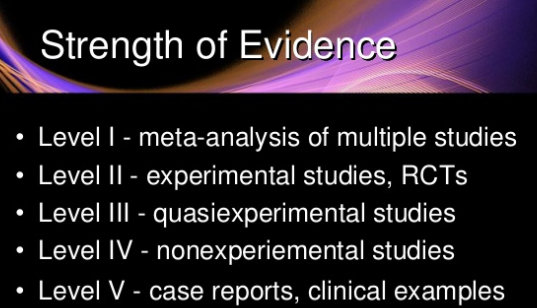 Strength of Evidence
• Level I - meta-analysis of multiple studies
• Level II - experimental studies, RCTs
• Level III - quasiexperimental studies
• Level IV - nonexperiemental studies
• Level V - case reports, clinical examples